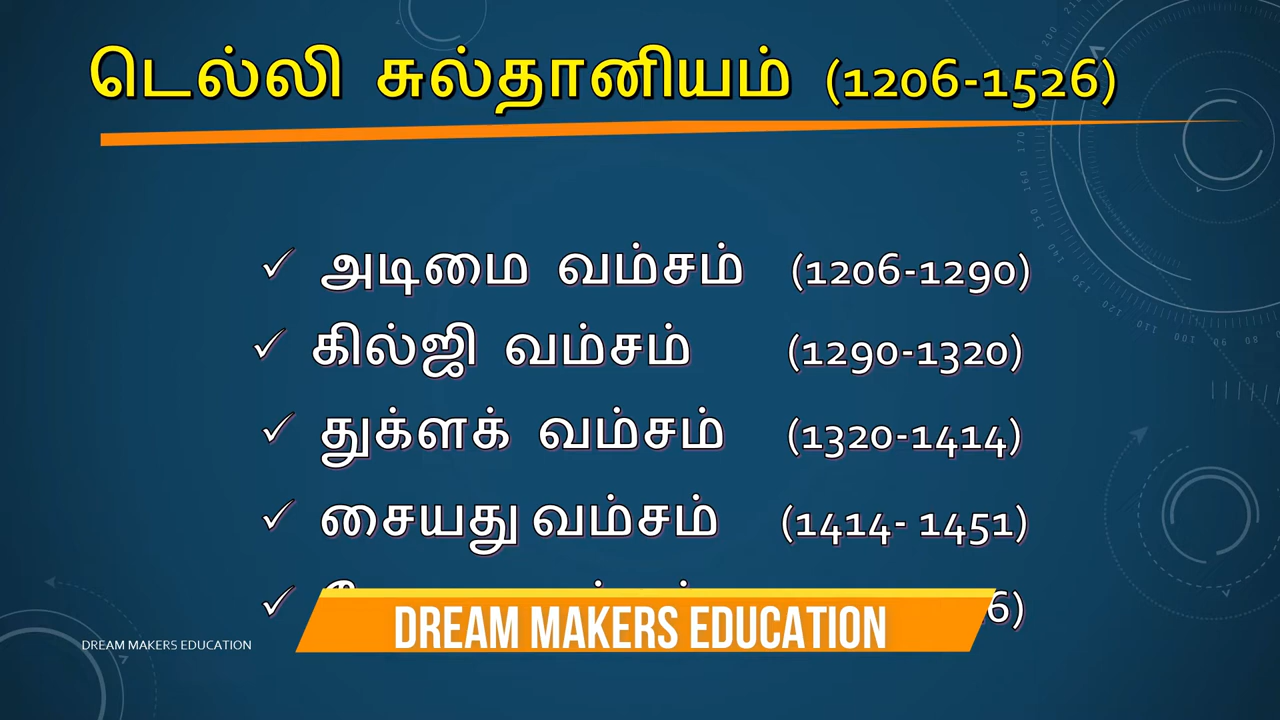 டெல்லி சுல்தானியம் (1206-1526)
✓ அடிமை வம்சம் (1206-1290)
✓ கில்ஜி வம்சம் (1290-1320)
✓ துக்ளக் வம்சம் (1320-1414)
✓ சையது வம்சம் (1414- 1451)
✓ 6)
DREAM MAKERS EDUCATION
DREAM MAKERS EDUCATION